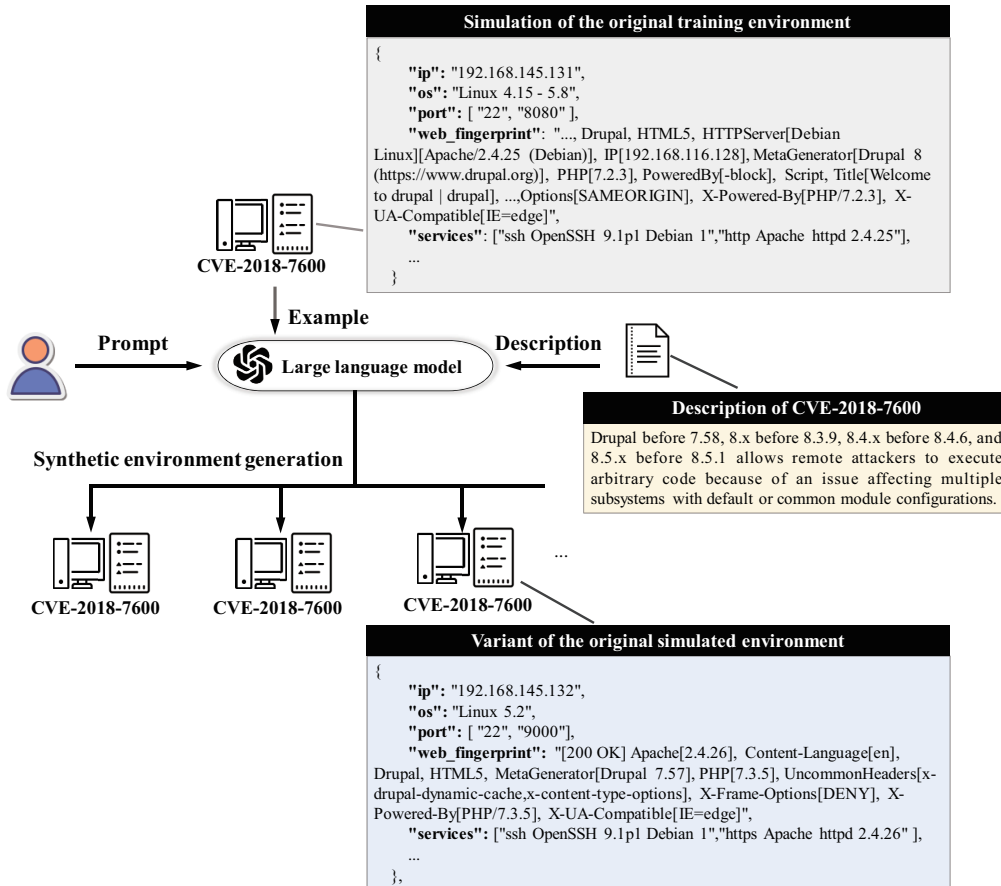 Simulation of the original training environment
{
"ip": "192.168.145.131",
"os": "Linux 4.15 - 5.8",
"port": [ "22", "8080" ],
"web_fingerprint": "..., Drupal, HTML5, HTTPServer[Debian
Linux][Apache/2.4.25 (Debian)], IP[192.168.116.128], MetaGenerator[Drupal 8
(https://www.drupal.org)], PHP[7.2.3], PoweredBy[-block], Script, Title[Welcome
to drupal | drupal], ...,Options[SAMEORIGIN], X-Powered-By[PHP/7.2.3], X-
UA-Compatible[IE=edge]",
"services": ["ssh OpenSSH 9.1p1 Debian 1","http Apache httpd 2.4.25"],
...
}
CVE-2018-7600
Example
Prompt
Large language model
Description
Description of CVE-2018-7600
Drupal before 7.58, 8.x before 8.3.9, 8.4.x before 8.4.6, and
8.5.x before 8.5.1 allows remote attackers to execute
arbitrary code because of an issue affecting multiple
subsystems with default or common module configurations.
Synthetic environment generation
...
CVE-2018-7600
CVE-2018-7600
CVE-2018-7600
Variant of the original simulated environment
{
"ip": "192.168.145.132",
"os": "Linux 5.2",
"port": [ "22", "9000"],
"web_fingerprint": "[200 OK] Apache[2.4.26], Content-Language[en],
Drupal, HTML5, MetaGenerator[Drupal 7.57], PHP[7.3.5], UncommonHeaders[x-
drupal-dynamic-cache,x-content-type-options], X-Frame-Options[DENY], X-
Powered-By[PHP/7.3.5], X-UA-Compatible[IE=edge]",
"services": ["ssh OpenSSH 9.1p1 Debian 1","https Apache httpd 2.4.26" ],
...
},